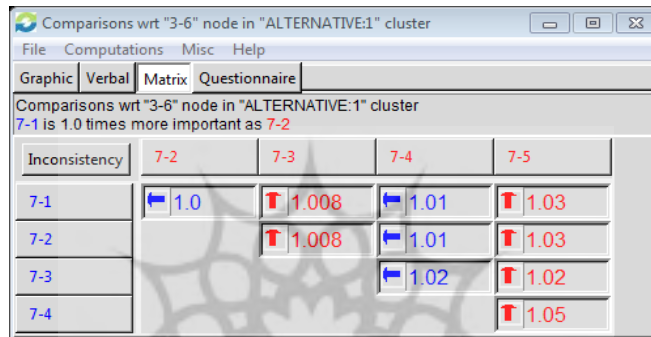 Comparisons wrt "3-6" node in "ALTERNATIVE:1" cluster
File Computations Misc Help
Graphic Verbal Matrix Questionnaire
Comparisons wrt "3-6" node in "ALTERNATIVE:1" cluster
7-1 is 1.0 times more important as 7-2
Inconsistency 7-2 7-3 7-4 7-5
7-1 1.0 1.008 1.01 1.03
7-2 1.008 1.01 1.03
7-3 1.02 1.02
7-4 1.05